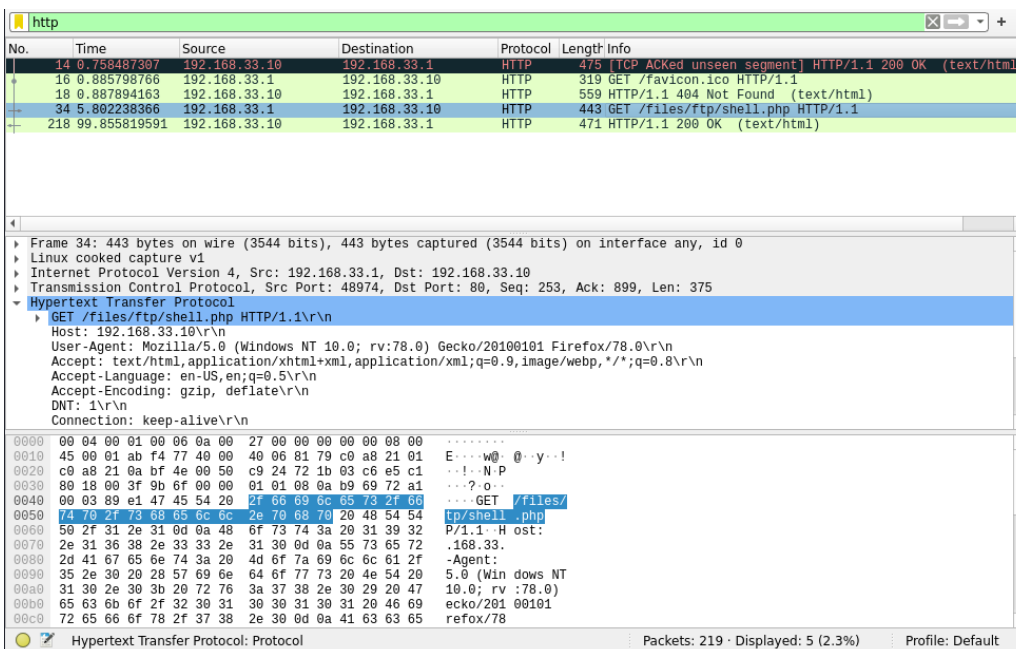 http
+
No. Time Source Destination Protocol Length Info
14 0.758487307 192.168.33.10 192.168.33.1 HTTP 475 [TCP ACKed unseen segment] HTTP/1.1 200 OK (text/html
16 0.885798766 192.168.33.1 192.168.33.10 HTTP 319 GET /favicon.ico HTTP/1.1
18 0.887894163 192.168.33.10 192.168.33.1 HTTP 559 HTTP/1.1 404 Not Found (text/html)
34 5.802238366 192.168.33.1 192.168.33.10 HTTP 443 GET /files/ftp/shell.php HTTP/1.1
218 99.855819591 192.168.33.10 192.168.33.1 HTTP 471 HTTP/1.1 200 OK (text/html)
Frame 34: 443 bytes on wire (3544 bits), 443 bytes captured (3544 bits) on interface any, id 0
Linux cooked capture v1
Internet Protocol Version 4, Src: 192.168.33.1, Dst: 192.168.33.10
Transmission Control Protocol, Src Port: 48974, Dst Port: 80, Seq: 253, Ack: 899, Len: 375
Hypertext Transfer Protocol
GET /files/ftp/shell.php HTTP/1.1\r\n
Host: 192.168.33.10\r\n
User-Agent: Mozilla/5.0 (Windows NT 10.0; rv:78.0) Gecko/20100101 Firefox/78.0\r\n
Accept: text/html,application/xhtml+xml,application/xml;q=0.9,image/webp,*/*;q=0.8\r\n
Accept-Language: en-US,en;q=0.5\r\n
Accept-Encoding: gzip, deflate\r\n
DNT: 1\r\n
Connection: keep-alive\r\n
0000 00 04 00 01 00 06 0a 00 27 00 00 00 00 00 08 00 ········
0010 45 00 01 ab f4 77 40 00 40 06 81 79 c0 a8 21 01 E····w@· @··y··!
0020 c0 a8 21 0a bf 4e 00 50 c9 24 72 1b 03 c6 e5 c1 ··!··N·P
0030 80 18 00 3f 9b 6f 00 00 01 01 08 0a b9 69 72 a1 ···?·o··
0040 00 03 89 e1 47 45 54 20 2f 66 69 6c 65 73 2f 66 ····GET /files/
0050 74 70 2f 73 68 65 6c 6c 2e 70 68 70 20 48 54 54 tp/shell .php
0060 50 2f 31 2e 31 0d 0a 48 6f 73 74 3a 20 31 39 32 P/1.1··H ost:
0070 2e 31 36 38 2e 33 33 2e 31 30 0d 0a 55 73 65 72 .168.33.
0080 2d 41 67 65 6e 74 3a 20 4d 6f 7a 69 6c 6c 61 2f -Agent:
0090 35 2e 30 20 28 57 69 6e 64 6f 77 73 20 4e 54 20 5.0 (Win dows NT
00a0 31 30 2e 30 3b 20 72 76 3a 37 38 2e 30 29 20 47 10.0; rv :78.0)
00b0 65 63 6b 6f 2f 32 30 31 30 30 31 30 31 20 46 69 ecko/201 00101
00c0 72 65 66 6f 78 2f 37 38 2e 30 0d 0a 41 63 63 65 refox/78
Hypertext Transfer Protocol: Protocol Packets: 219 · Displayed: 5 (2.3%) Profile: Default